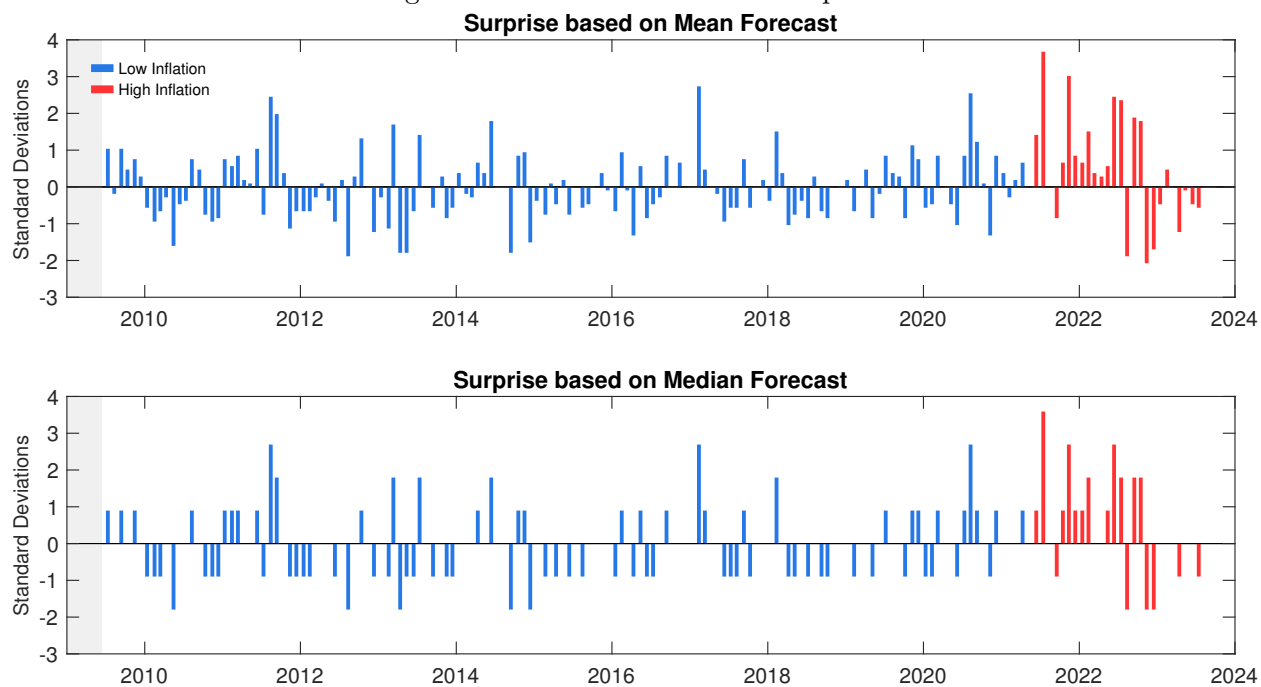 Surprise based on Mean Forecast
Standard Deviations
4
3
2
1
0
-1
-2
-3
Low Inflation
High Inflation
2010 2012 2014 2016 2018 2020 2022 2024
Surprise based on Median Forecast
Standard Deviations
4
3
2
1
0
-1
-2
-3
2010 2012 2014 2016 2018 2020 2022 2024